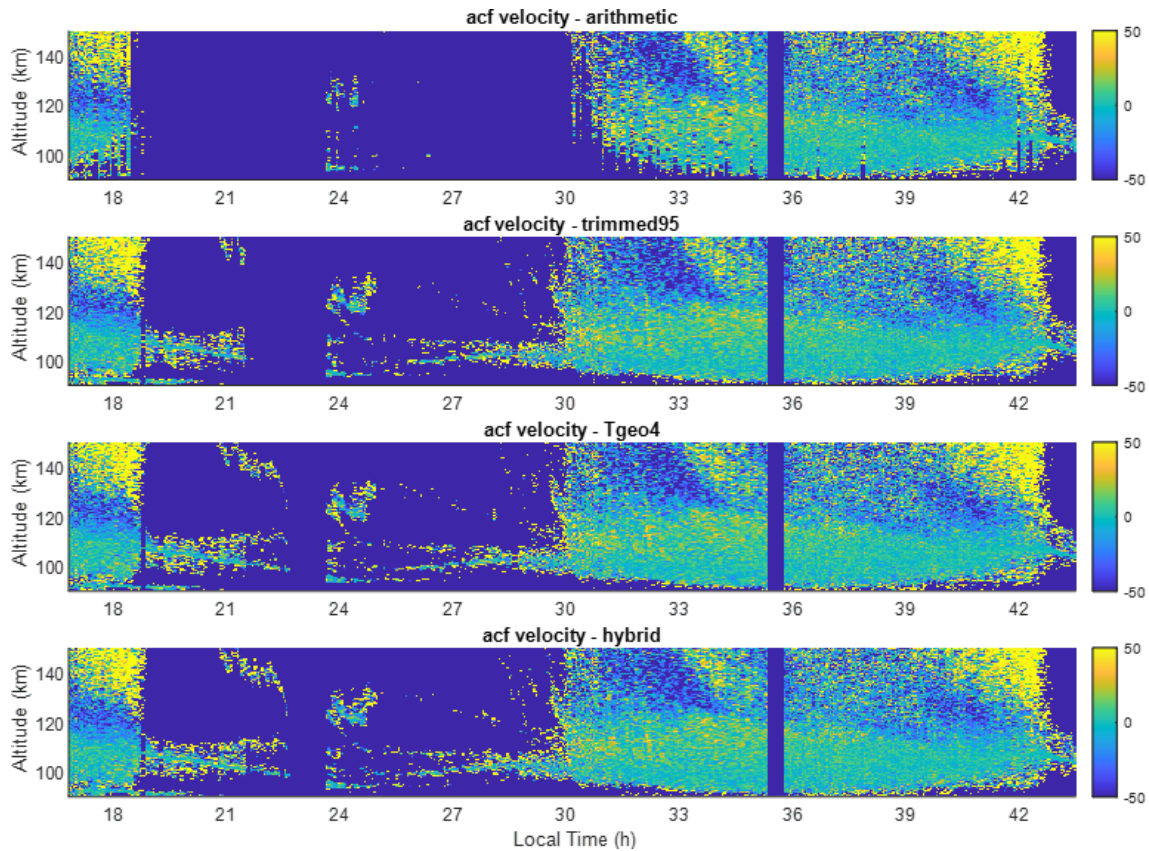 acf velocity - arithmetic
Altitude (km)
140
120
100
18 21 24 27 30 33 36 39 42
50
0
-50
acf velocity - trimmed95
Altitude (km)
140
120
100
18 21 24 27 30 33 36 39 42
50
0
-50
acf velocity - Tgeo4
Altitude (km)
140
120
100
18 21 24 27 30 33 36 39 42
50
0
-50
acf velocity - hybrid
Altitude (km)
140
120
100
18 21 24 27 30 33 36 39 42
50
0
-50
Local Time (h)